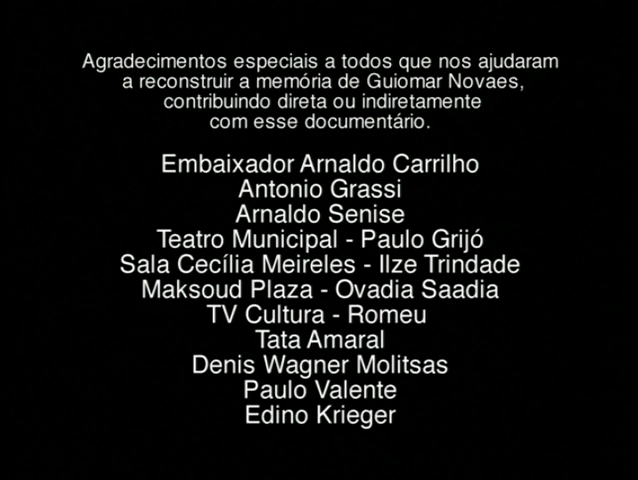 Agradecimentos especiais a todos que nos ajudaram
a reconstruir a memória de Guiomar Novaes,
contribuindo direta ou indiretamente
com esse documentário.
Embaixador Arnaldo Carrilho
Antonio Grassi
Arnaldo Senise
Teatro Municipal - Paulo Grijó
Sala Cecília Meireles - Ilze Trindade
Maksoud Plaza - Ovadia Saadia
TV Cultura - Romeu
Tata Amaral
Denis Wagner Molitsas
Paulo Valente
Edino Krieger